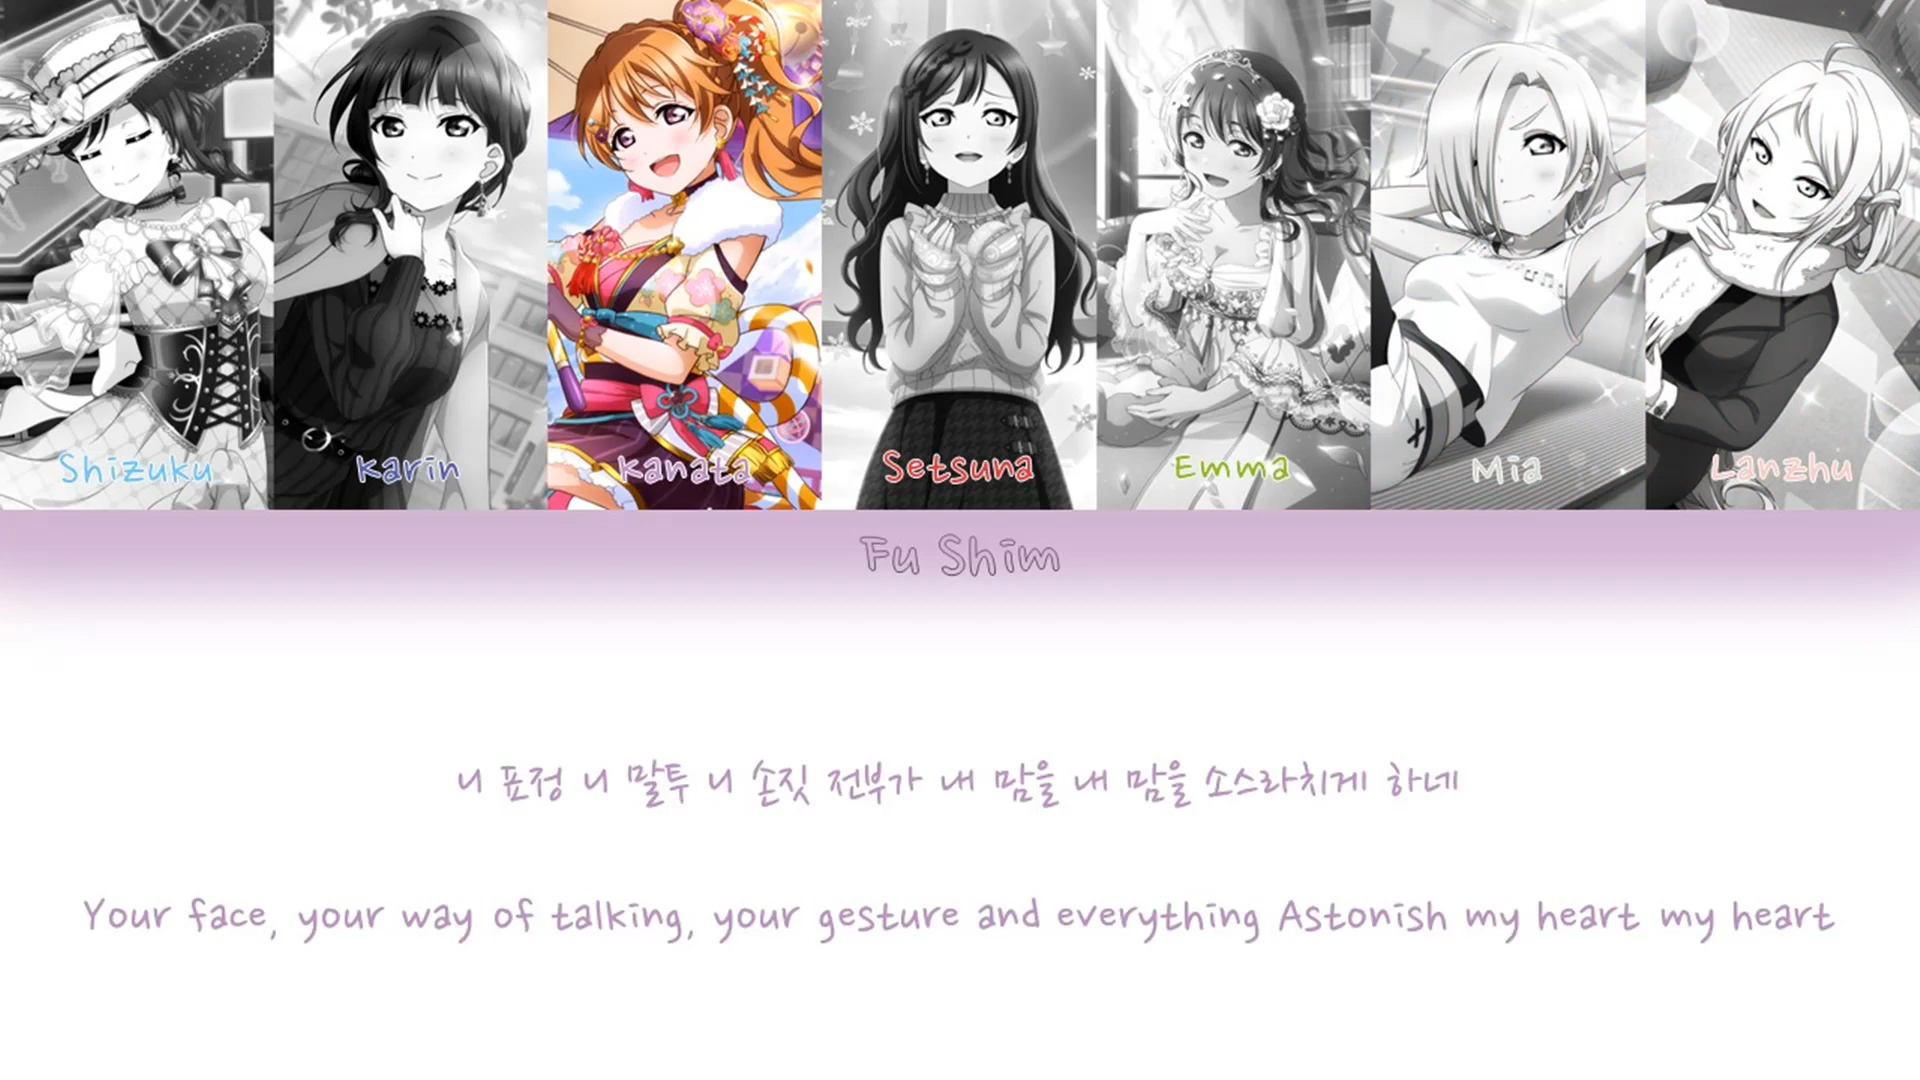 Shizuku
Karin
Kanata
Setsuna
Emma
Mia
Lanzhu
Fu Shim
니 표정 니 말투 니 손짓 전부가 내 맘을 내 맘을 소스라치게 하네
Your face, your way of talking, your gesture and everything Astonish my heart my heart